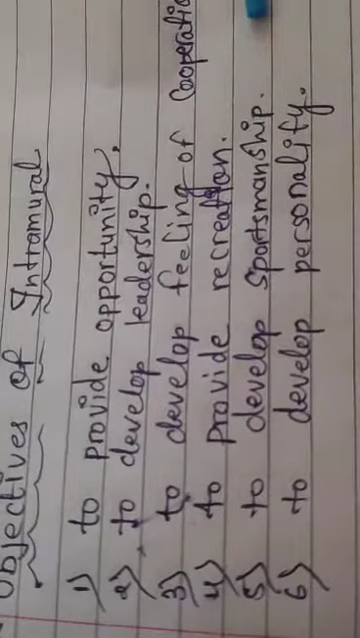 Objectives of Intramural
1) to provide opportunity.
2) to develop leadership.
3) to develop feeling of cooperatio
4) to provide recreation.
5) to develop sportsmanship.
6) to develop personality.